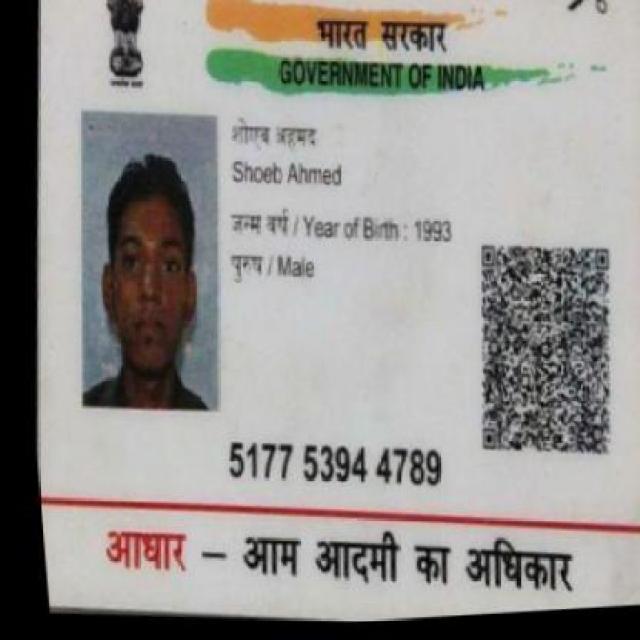 भारत सरकार
GOVERNMENT OF INDIA
शोएब अहमद
Shoeb Ahmed
जन्म वर्ष / Year of Birth : 1993
पुरुष / Male
5177 5394 4789
आधार – आम आदमी का अधिकार